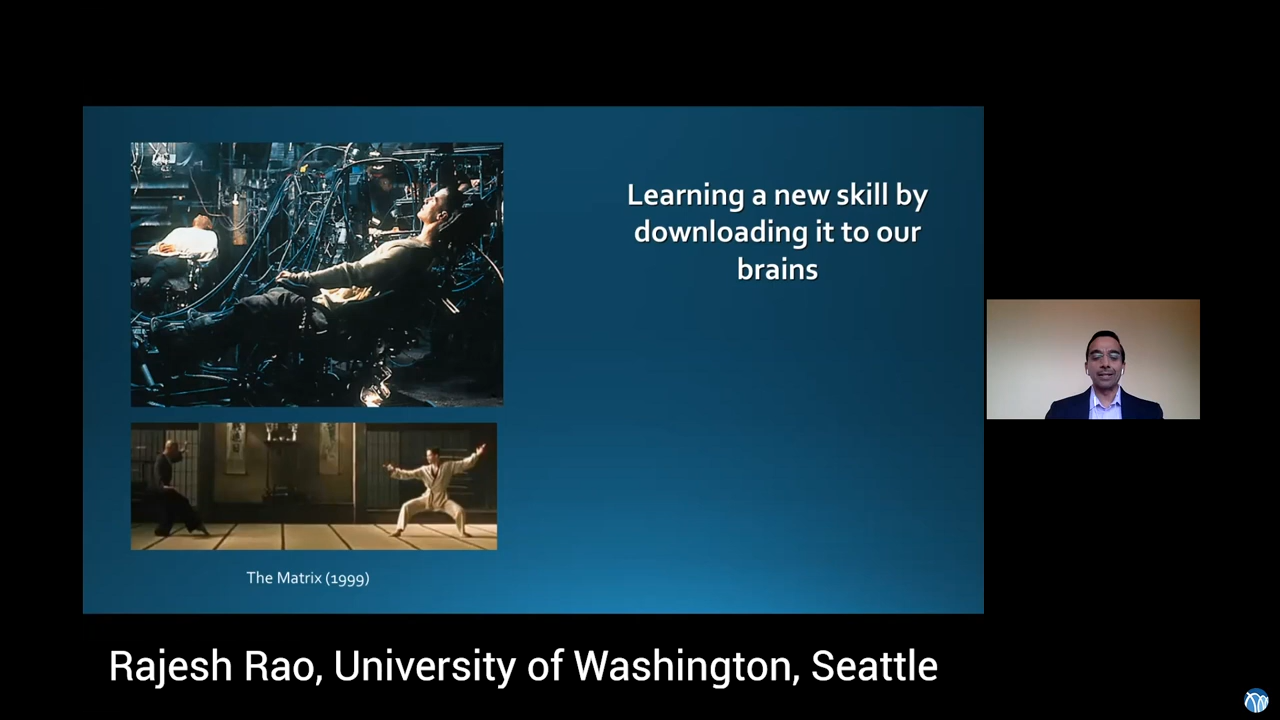 Learning a new skill by
downloading it to our
brains
The Matrix (1999)
Rajesh Rao, University of Washington, Seattle